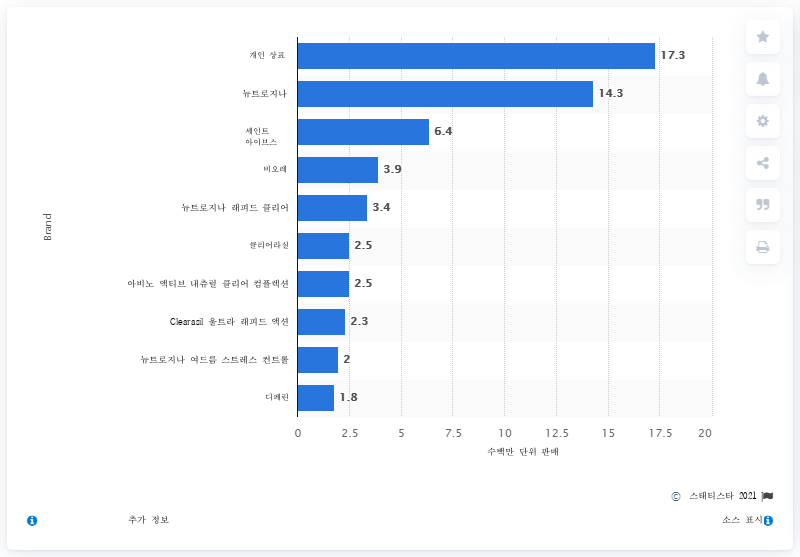 개인 상표
17.3
뉴트로지나
14.3
세인트
아이브스
6.4
비오레
3.9
뉴트로지나 래피드 클리어
3.4
클리어라실
2.5
아비노 액티브 내츄럴 클리어 컴플렉션
2.5
Clearasil 울트라 래피드 액션
2.3
뉴트로지나 여드름 스트레스 컨트롤
2
디페린
1.8
Brand
0 2.5 5 7.5 10 12.5 15 17.5 20
수백만 단위 판매
© 스태티스타 2021
추가 정보
소스 표시